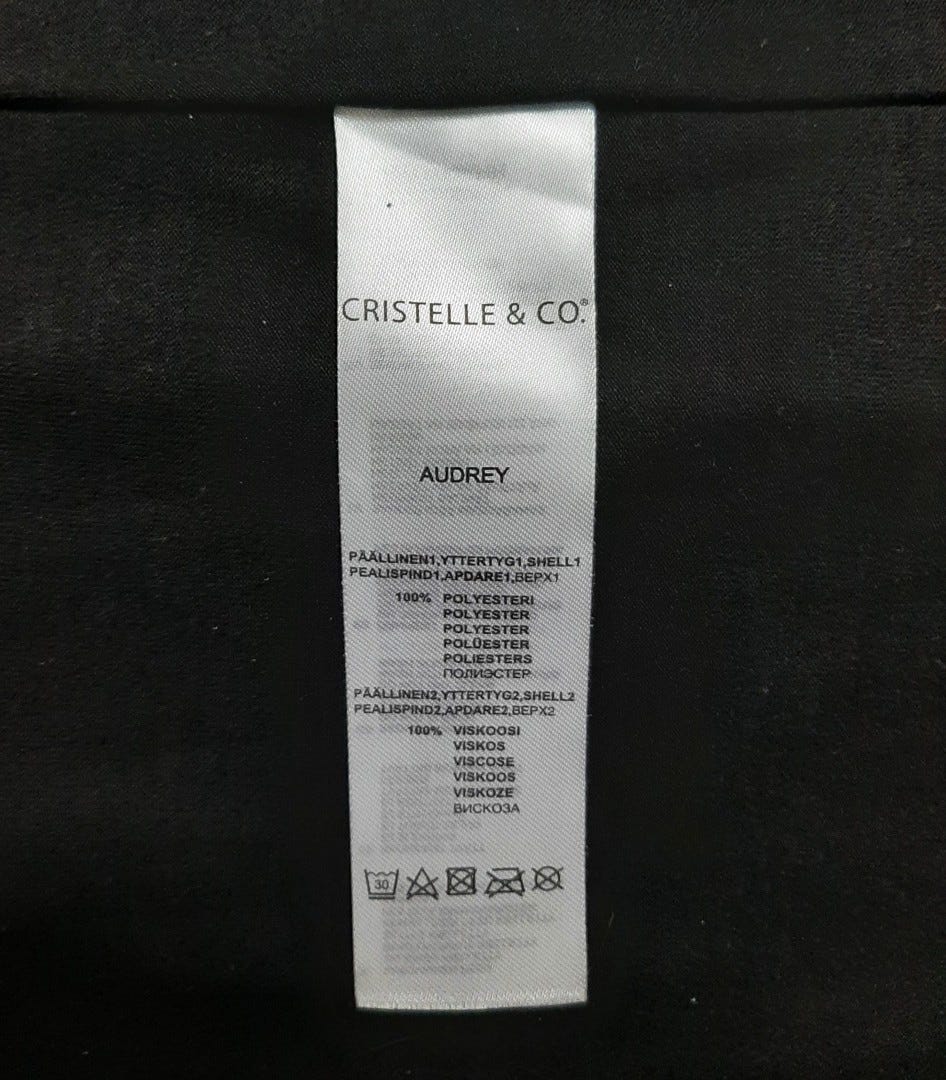 CRISTELLE & CO.®
AUDREY
PÄÄLLINEN1,YTTERTYG1,SHELL1
PEALISPIND1,APDARE1,ВЕРХ1
100% POLYESTERI
POLYESTER
POLYESTER
POLÜESTER
POLIESTERS
ПОЛИЭСТЕР
PÄÄLLINEN2,YTTERTYG2,SHELL2
PEALISPIND2,APDARE2,ВЕРХ2
100% VISKOOSI
VISKOS
VISCOSE
VISKOOS
VISKOZE
ВИСКОЗА
30